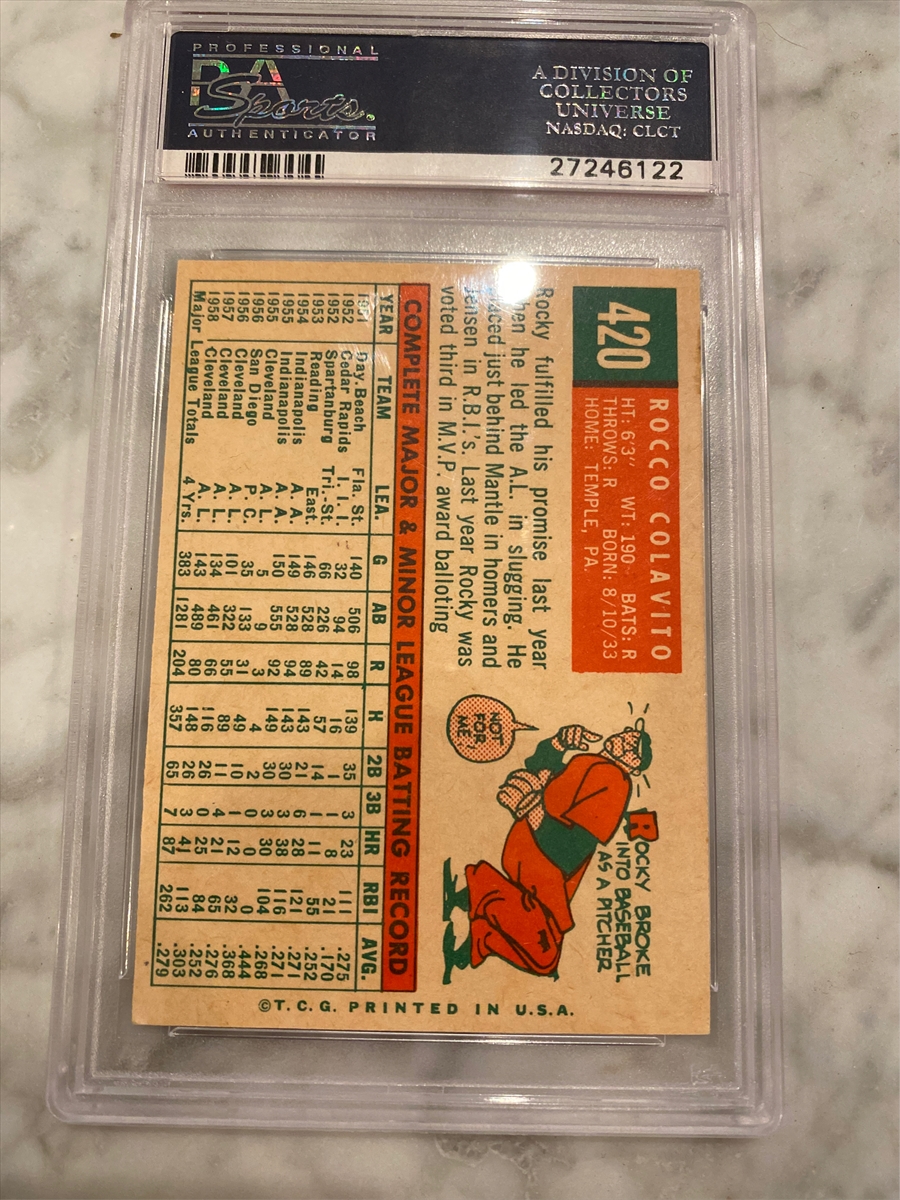 PROFESSIONAL
PSA
Sports.
AUTHENTICATOR
A DIVISION OF
COLLECTORS
UNIVERSE
NASDAQ: CLCT
27246122
420
ROCCO COLAVITO
HT: 6'3" WT: 190 BATS: R
THROWS: R BORN: 8/10/33
HOME: TEMPLE, PA.
Rocky fulfilled his promise last year
when he led the A.L. in slugging. He
placed just behind Mantle in homers and
Jensen in R.B.I.'s. Last year Rocky was
voted third in M.V.P. award balloting
ROCKY BROKE
INTO BASEBALL
AS A PITCHER
NOT
FOR
ME!
COMPLETE MAJOR & MINOR LEAGUE BATTING RECORD
YEAR TEAM LEA. G AB R H 2B 3B HR RBI AVG.
1951 Day. Beach Fla. St. 140 506 98 139 35 3 23 111 .275
1952 Cedar Rapids I. I. I. 32 94 14 16 1 1 8 21 .170
1952 Spartanburg Tri.-St 66 226 42 57 14 1 11 55 .252
1953 Reading East. 146 528 89 143 21 6 28 121 .271
1954 Indianapolis A. A. 149 528 94 143 30 3 38 116 .271
1955 Indianapolis A. A. 150 555 92 149 30 3 30 104 .268
1955 Cleveland A. L. 5 9 3 4 2 0 0 0 .444
1956 San Diego P. C. 35 133 31 49 10 1 12 32 .368
1956 Cleveland A. L. 101 322 55 89 11 4 21 65 .276
1957 Cleveland A. L. 134 461 66 116 26 0 25 84 .252
1958 Cleveland A. L. 143 489 80 148 26 3 41 113 .303
Major League Totals 4 Yrs. 383 1281 204 357 65 7 87 262 .279
©T.C.G. PRINTED IN U.S.A.